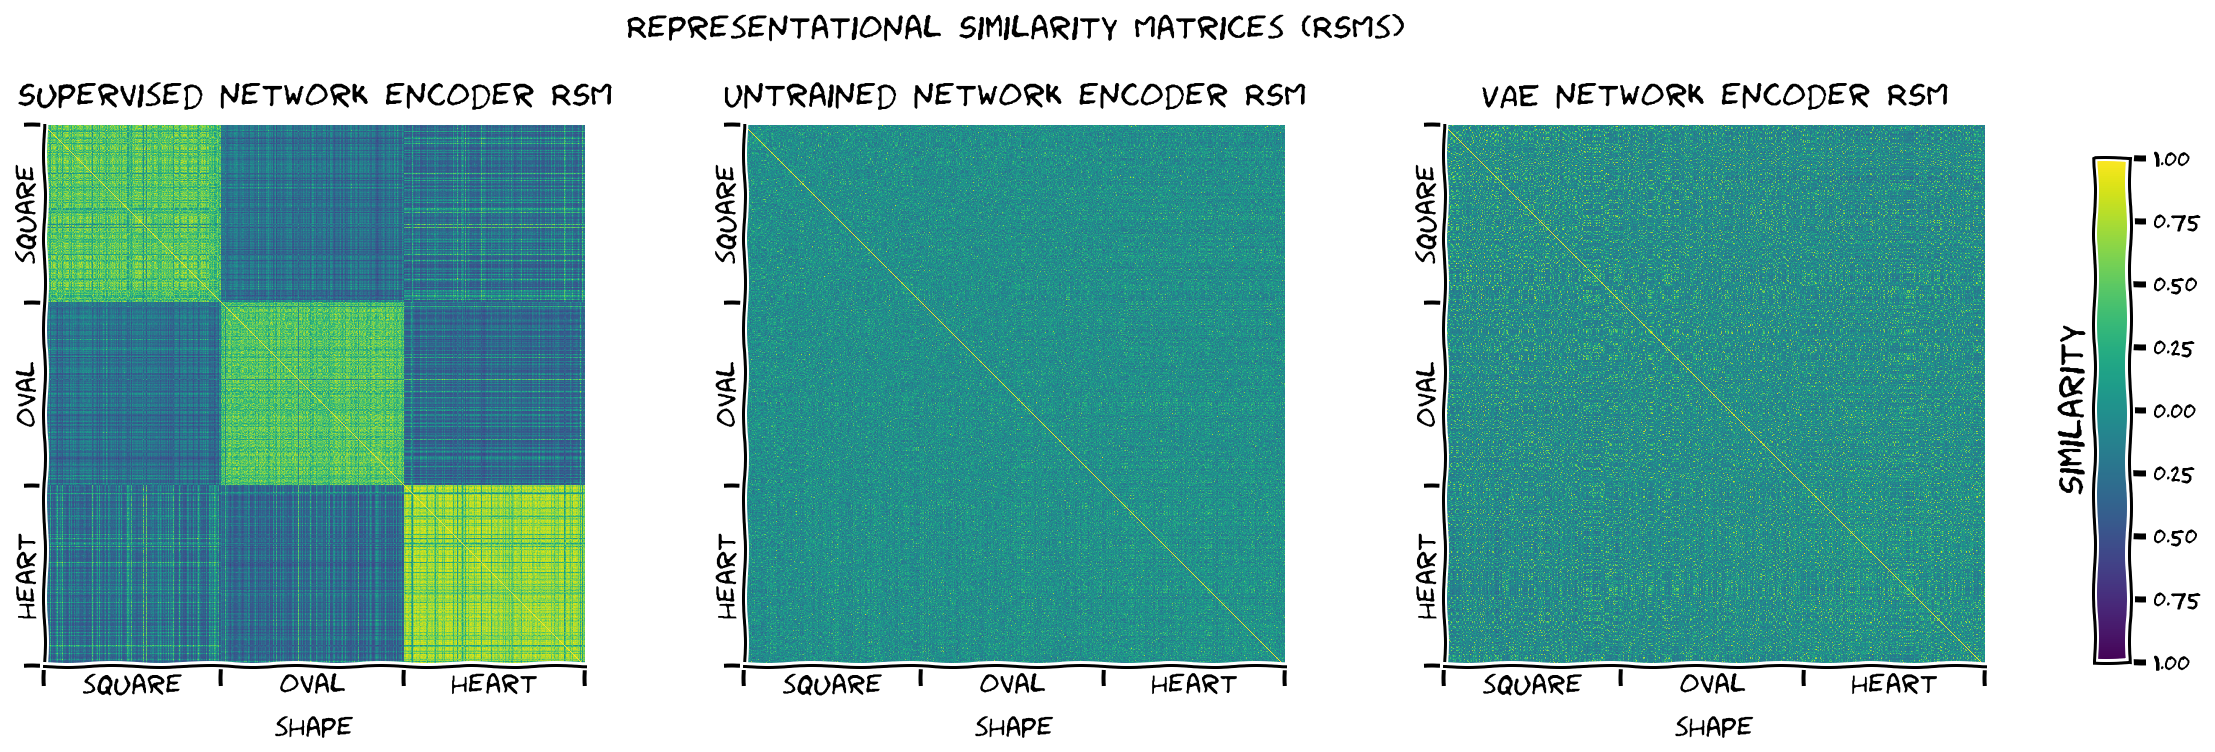 REPRESENTATIONAL SIMILARITY MATRICES (RSMS)
SUPERVISED NETWORK ENCODER RSM
SQUARE
OVAL
HEART
SQUARE OVAL HEART
SHAPE
UNTRAINED NETWORK ENCODER RSM
SQUARE
OVAL
HEART
SQUARE OVAL HEART
SHAPE
VAE NETWORK ENCODER RSM
SQUARE
OVAL
HEART
SQUARE OVAL HEART
SHAPE
SIMILARITY
1.00
0.75
0.50
0.25
0.00
0.25
0.50
0.75
1.00